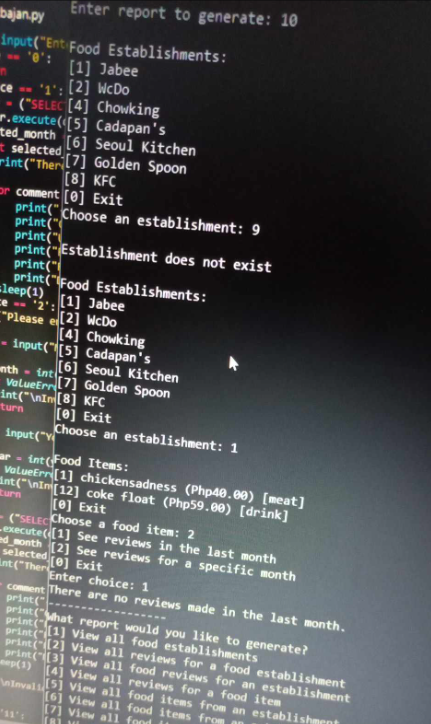 bajan.py
Enter report to generate: 10
Food Establishments:
[1] Jabee
[2] WcDo
[4] Chowking
[5] Cadapan's
[6] Seoul Kitchen
[7] Golden Spoon
[8] KFC
[0] Exit
Choose an establishment: 9
Establishment does not exist
Food Establishments:
[1] Jabee
[2] WcDo
[4] Chowking
[5] Cadapan's
[6] Seoul Kitchen
[7] Golden Spoon
[8] KFC
[0] Exit
Choose an establishment: 1
Food Items:
[1] chickensadness (Php40.00) [meat]
[12] coke float (Php59.00) [drink]
[0] Exit
Choose a food item: 2
[1] See reviews in the last month
[2] See reviews for a specific month
[0] Exit
Enter choice: 1
There are no reviews made in the last month.
------------------
What report would you like to generate?
[1] View all food establishments
[2] View all reviews for a food establishment
[3] View all food reviews for an establishment
[4] View all reviews for a food item
[5] View all food items from an establishment
[6] View all food items from an
[7] View all food
input("Ent
== '0':
ce == '1':
= ("SELEC
r.execute(
ted_month
t selected
rint("Ther
or comment
print("
print("
print("
print("
print("
print("
sleep(1)
ce == '2':
("Please e
= input("
nth = int(
ValueErr
int("\nIn
turn
input("Y
ar = int(
ValueErr
int("\nIn
turn
= ("SELEC
.execute(
ed_month
selected
int("Ther
comment
print("
print("
print("
print("
print("
eep(1)
\nInvali
'11':